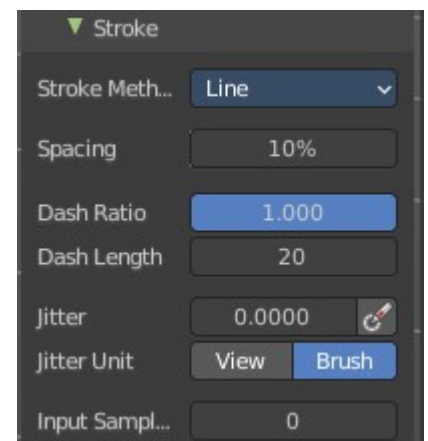 Stroke
Stroke Meth... Line
Spacing 10%
Dash Ratio 1.000
Dash Length 20
Jitter 0.0000
Jitter Unit View Brush
Input Sampl... 0